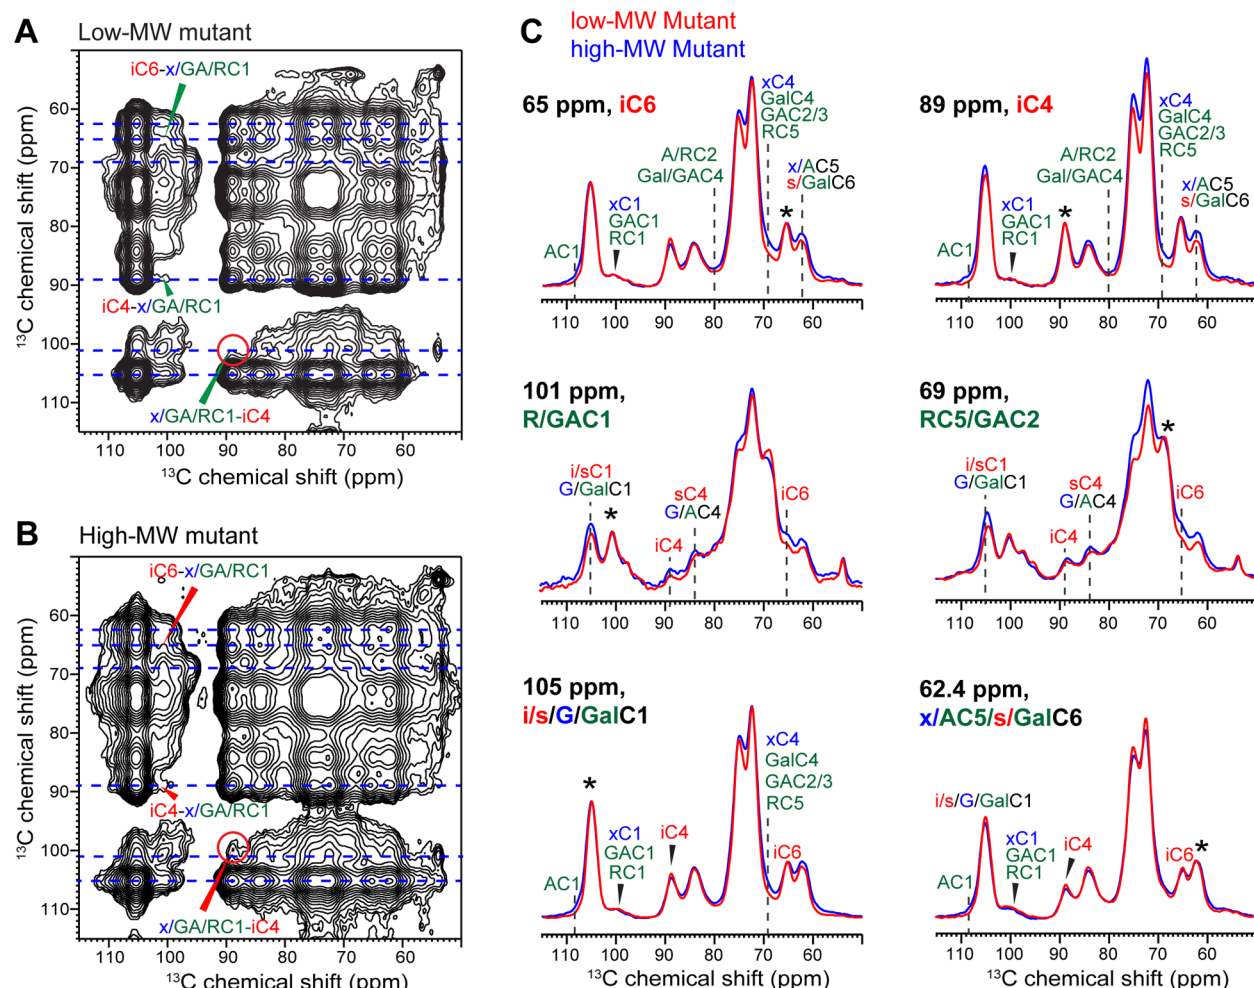 A
Low-MW mutant
iC6-x/GA/RC1
60
70
80
90
100
110
13C chemical shift (ppm)
iC4-x/GA/RC1
x/GA/RC1-iC4
110 100 90 80 70 60
13C chemical shift (ppm)
B
High-MW mutant
iC6-x/GA/RC1
60
70
80
90
100
110
13C chemical shift (ppm)
iC4-x/GA/RC1
x/GA/RC1-iC4
110 100 90 80 70 60
13C chemical shift (ppm)
C
low-MW Mutant
high-MW Mutant
65 ppm, iC6
xC4
GalC4
GAC2/3
RC5
A/RC2
Gal/GAC4
x/AC5
s/GalC6
*
xC1
GAC1
RC1
AC1
110 100 90 80 70 60
89 ppm, iC4
xC4
GalC4
GAC2/3
RC5
A/RC2
Gal/GAC4
x/AC5
s/GalC6
*
xC1
GAC1
RC1
AC1
110 100 90 80 70 60
101 ppm,
R/GAC1
i/sC1
G/GalC1
*
sC4
G/AC4
iC4
iC6
110 100 90 80 70 60
69 ppm,
RC5/GAC2
*
i/sC1
G/GalC1
sC4
G/AC4
iC4
iC6
110 100 90 80 70 60
105 ppm,
i/s/G/GalC1
*
xC4
GalC4
GAC2/3
RC5
xC1
GAC1
RC1
iC4
iC6
AC1
110 100 90 80 70 60
13C chemical shift (ppm)
62.4 ppm,
x/AC5/s/GalC6
i/s/G/GalC1
xC1
GAC1
RC1
iC4
iC6
*
AC1
110 100 90 80 70 60
13C chemical shift (ppm)